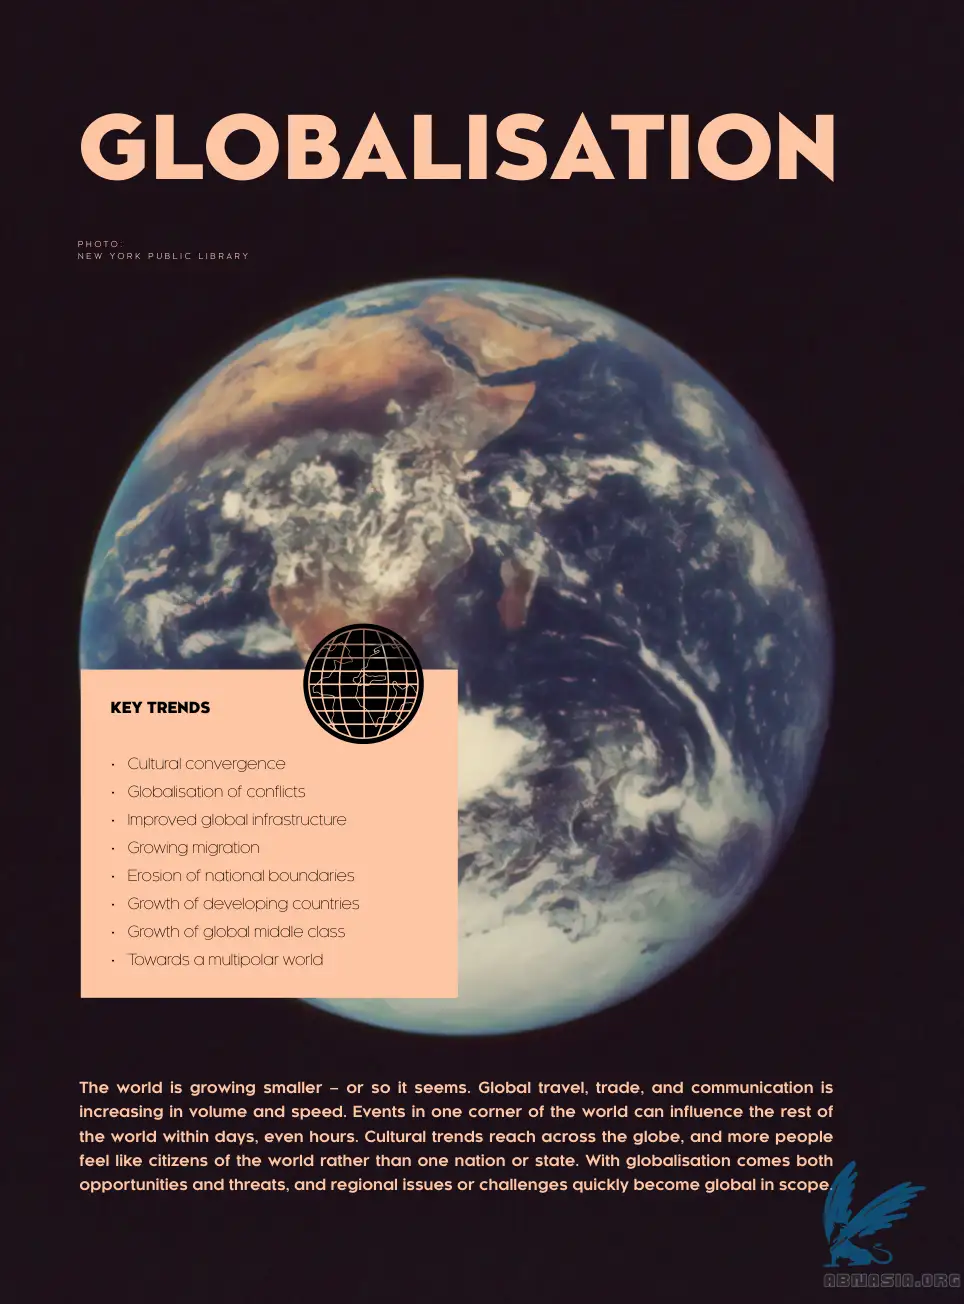 GLOBALISATION
PHOTO:
NEW YORK PUBLIC LIBRARY
KEY TRENDS
• Cultural convergence
• Globalisation of conflicts
• Improved global infrastructure
• Growing migration
• Erosion of national boundaries
• Growth of developing countries
• Growth of global middle class
• Towards a multipolar world
The world is growing smaller – or so it seems. Global travel, trade, and communication is
increasing in volume and speed. Events in one corner of the world can influence the rest of
the world within days, even hours. Cultural trends reach across the globe, and more people
feel like citizens of the world rather than one nation or state. With globalisation comes both
opportunities and threats, and regional issues or challenges quickly become global in scope.
ABNASIA.ORG